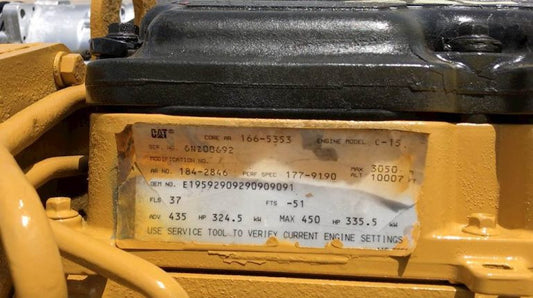 CAT CORE AR 166-5353 ENGINE MODEL C-15
SER. NO. 6NZ00692
MODIFICATION NO.
AR NO. 184-2846 PERF SPEC 177-9190 MAX ALT 3050 10007
OEM NO. E19592909290909091
FLS 37 FTS -51
ADV 435 HP 324.5 kW MAX 450 HP 335.5 kW
USE SERVICE TOOL TO VERIFY CURRENT ENGINE SETTINGS